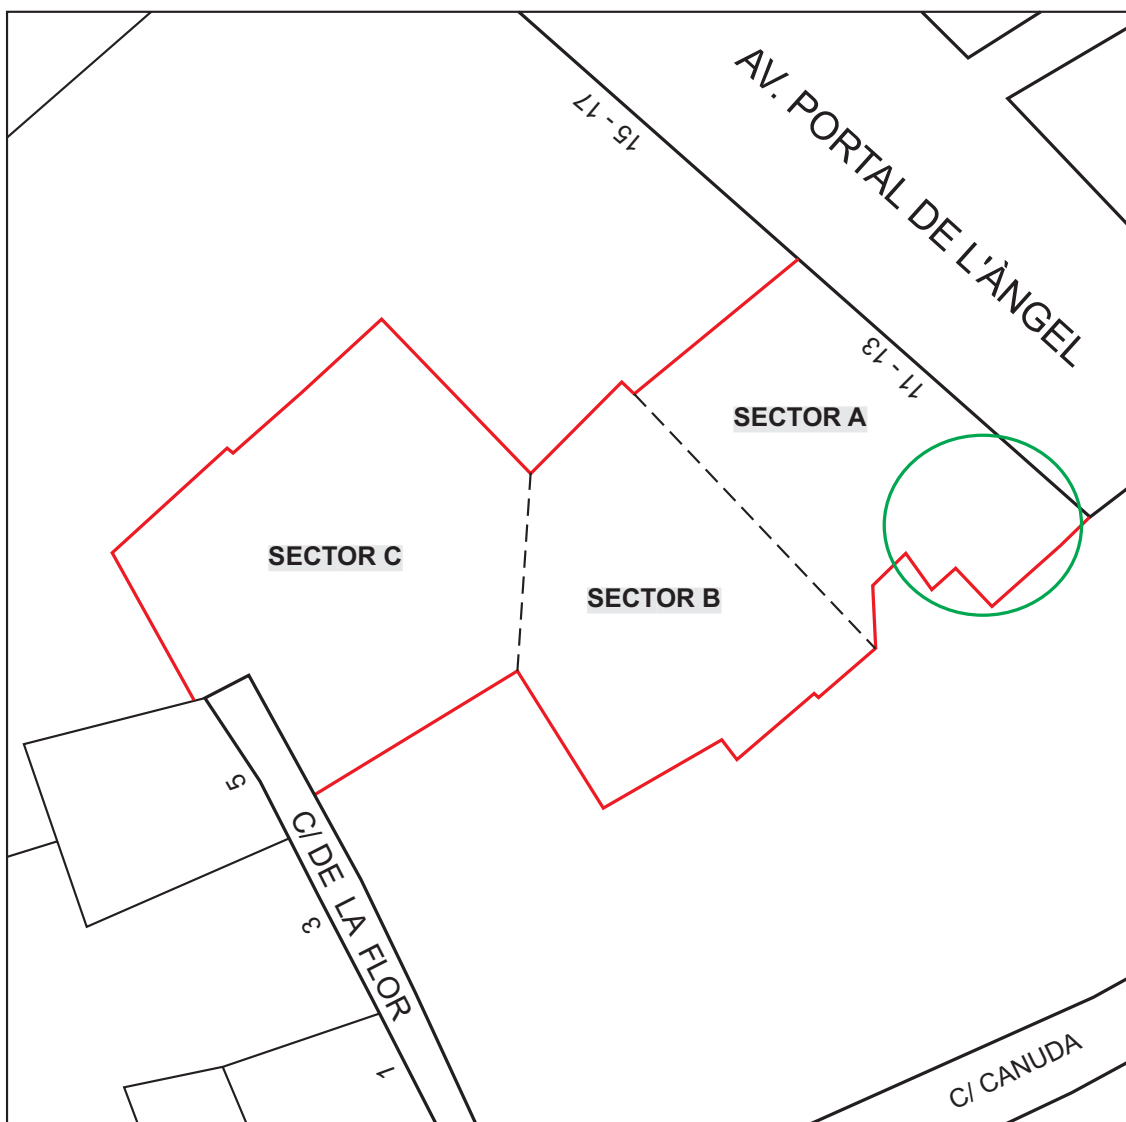 AV. PORTAL DE L'ÀNGEL
15 - 17
11 - 13
SECTOR A
SECTOR C
SECTOR B
5
C/ DE LA FLOR
3
1
C/ CANUDA